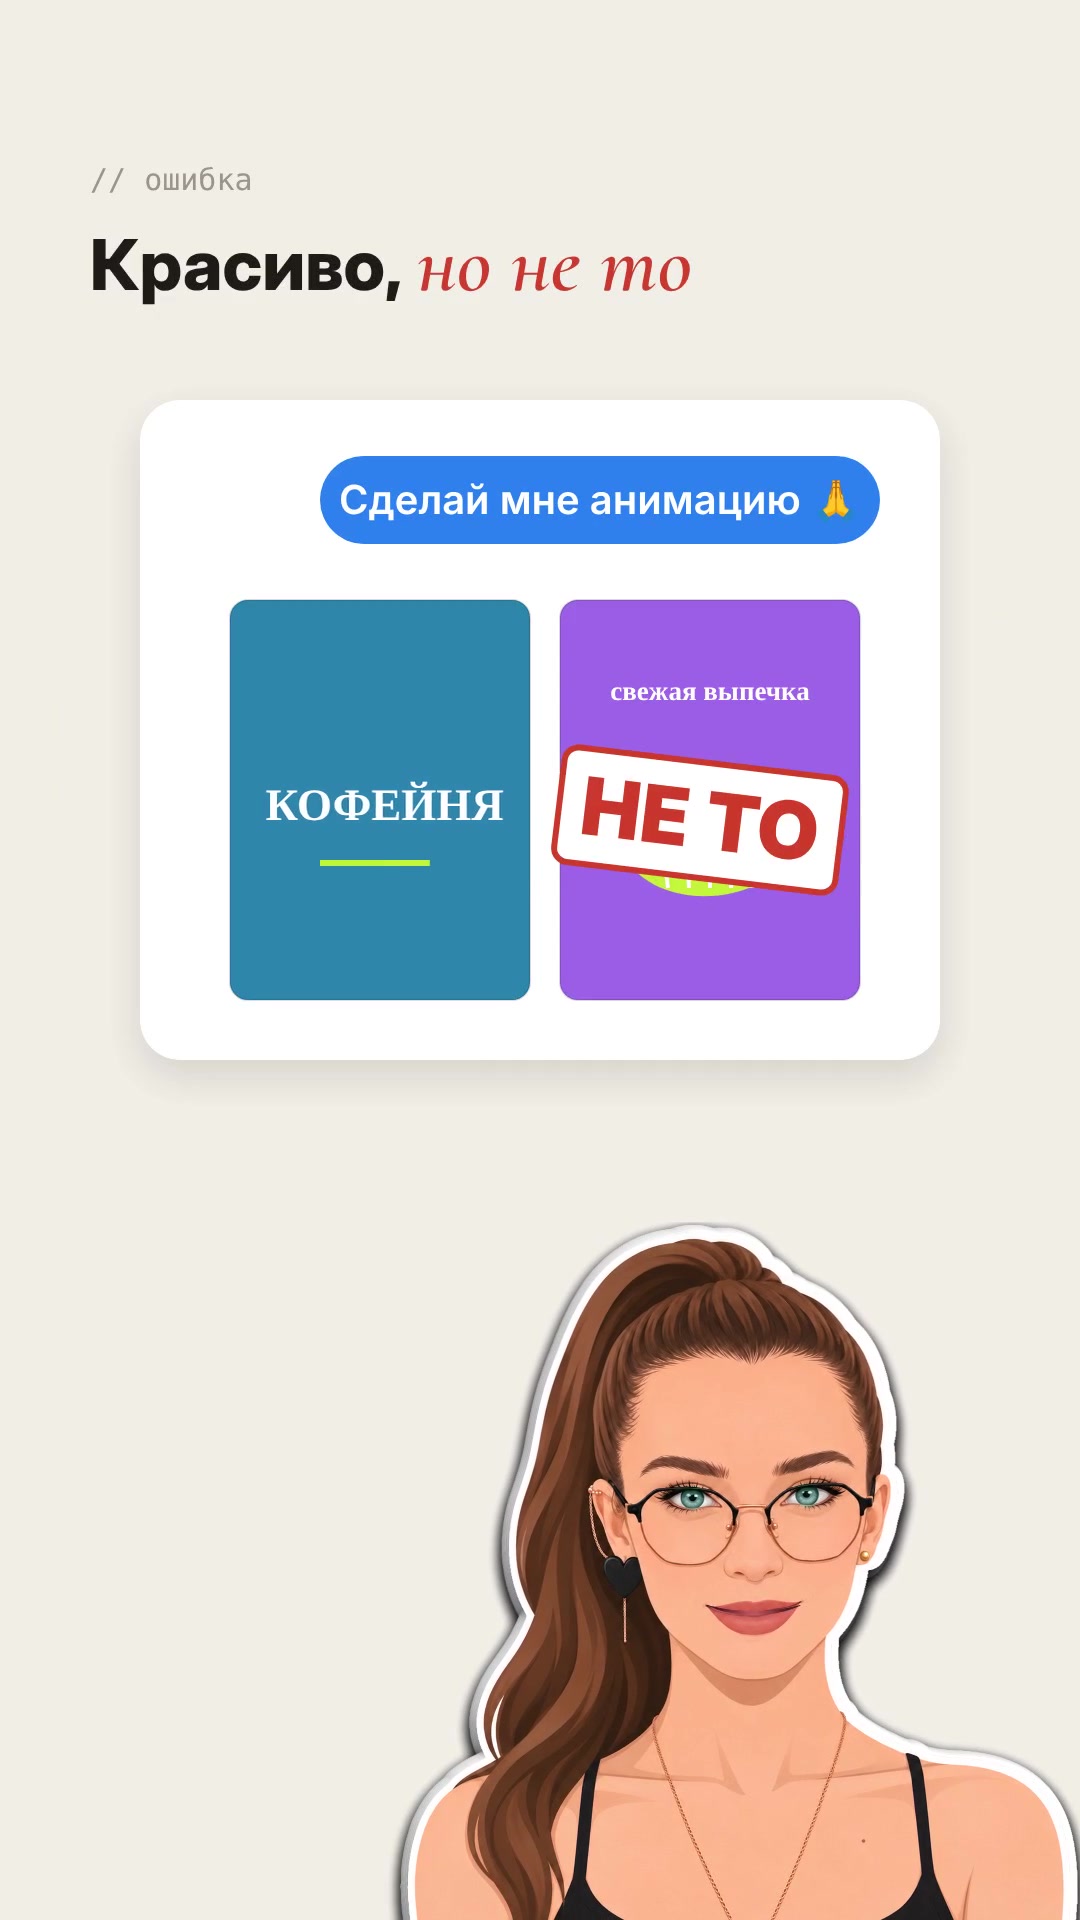 // ошибка
Красиво, но не то
Сделай мне анимацию 🙏
КОФЕЙНЯ
свежая выпечка
НЕ ТО